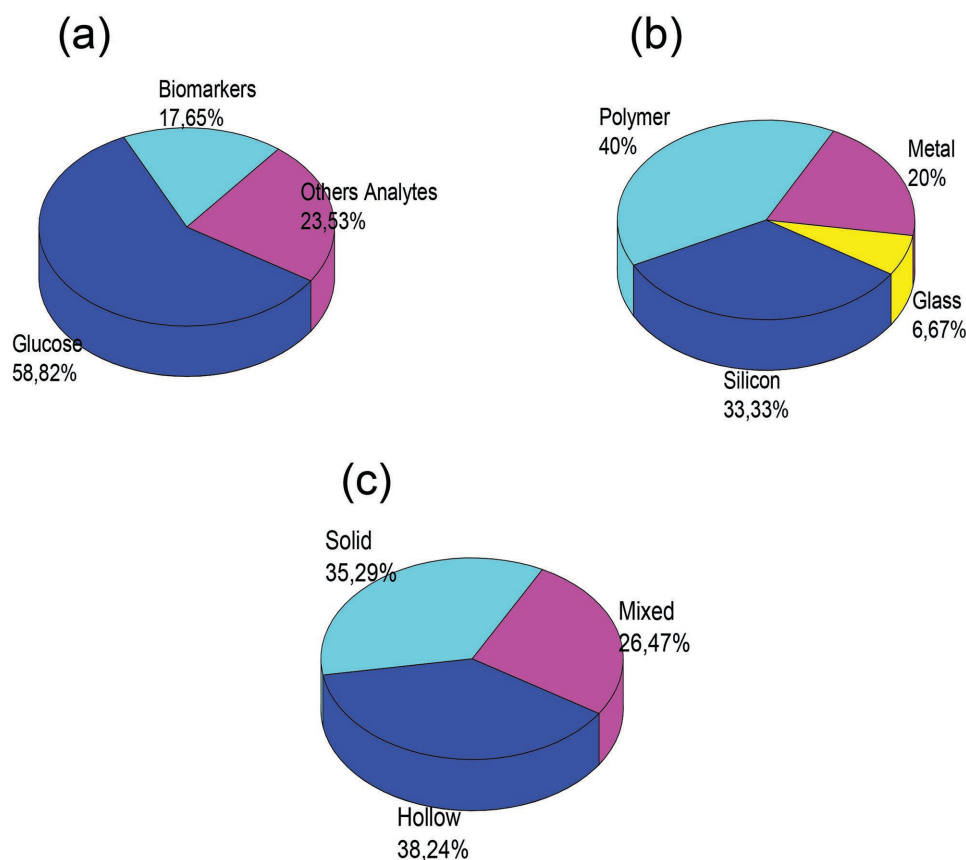 (a)
Biomarkers
17,65%
Others Analytes
23,53%
Glucose
58,82%
(b)
Polymer
40%
Metal
20%
Glass
6,67%
Silicon
33,33%
(c)
Solid
35,29%
Mixed
26,47%
Hollow
38,24%